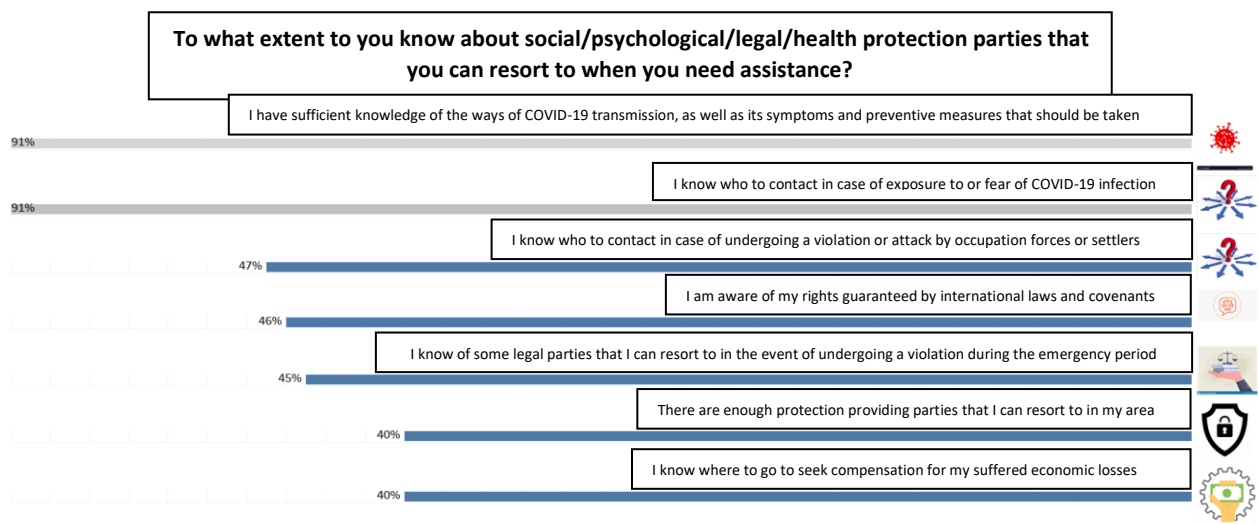 To what extent to you know about social/psychological/legal/health protection parties that
you can resort to when you need assistance?
I have sufficient knowledge of the ways of COVID-19 transmission, as well as its symptoms and preventive measures that should be taken
91%
I know who to contact in case of exposure to or fear of COVID-19 infection
91%
I know who to contact in case of undergoing a violation or attack by occupation forces or settlers
47%
I am aware of my rights guaranteed by international laws and covenants
46%
I know of some legal parties that I can resort to in the event of undergoing a violation during the emergency period
45%
There are enough protection providing parties that I can resort to in my area
40%
I know where to go to seek compensation for my suffered economic losses
40%